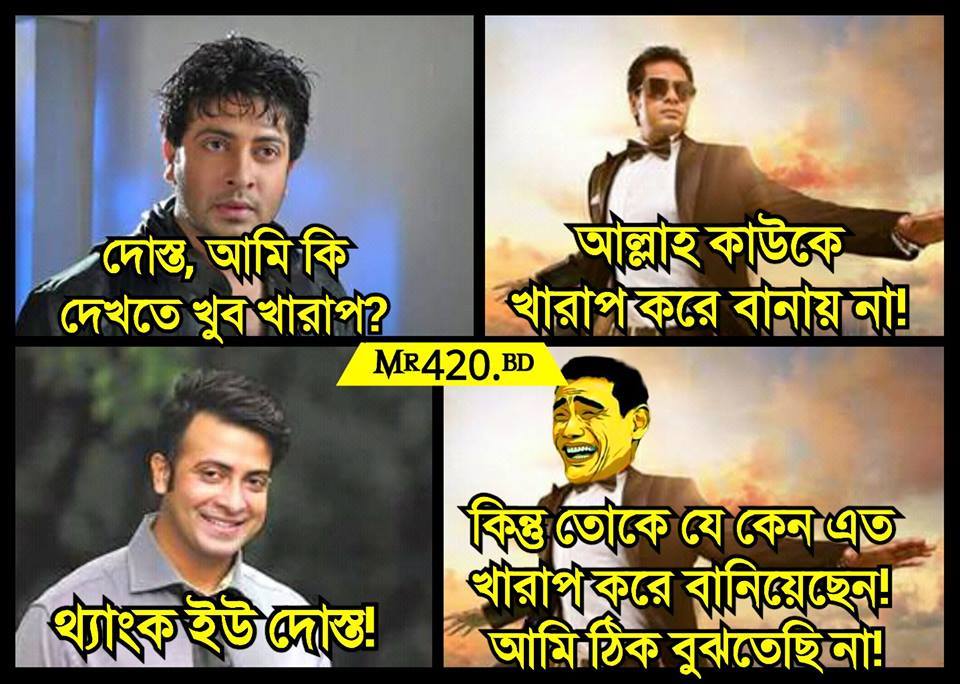 দোস্ত, আমি কি
দেখতে খুব খারাপ?
আল্লাহ কাউকে
খারাপ করে বানায় না!
MR420.BD
থ্যাংক ইউ দোস্ত!
কিন্তু তোকে যে কেন এত
খারাপ করে বানিয়েছেন!
আমি ঠিক বুঝতেছি না!